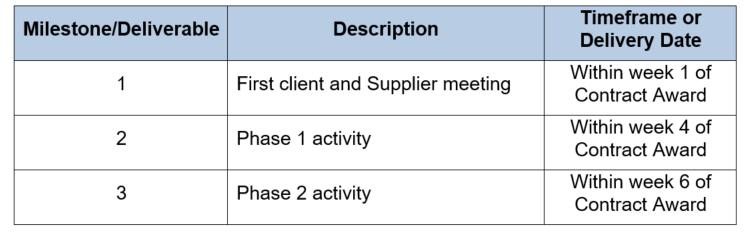 Milestone/Deliverable Description Timeframe or
Delivery Date
1 First client and Supplier meeting Within week 1 of
Contract Award
2 Phase 1 activity Within week 4 of
Contract Award
3 Phase 2 activity Within week 6 of
Contract Award